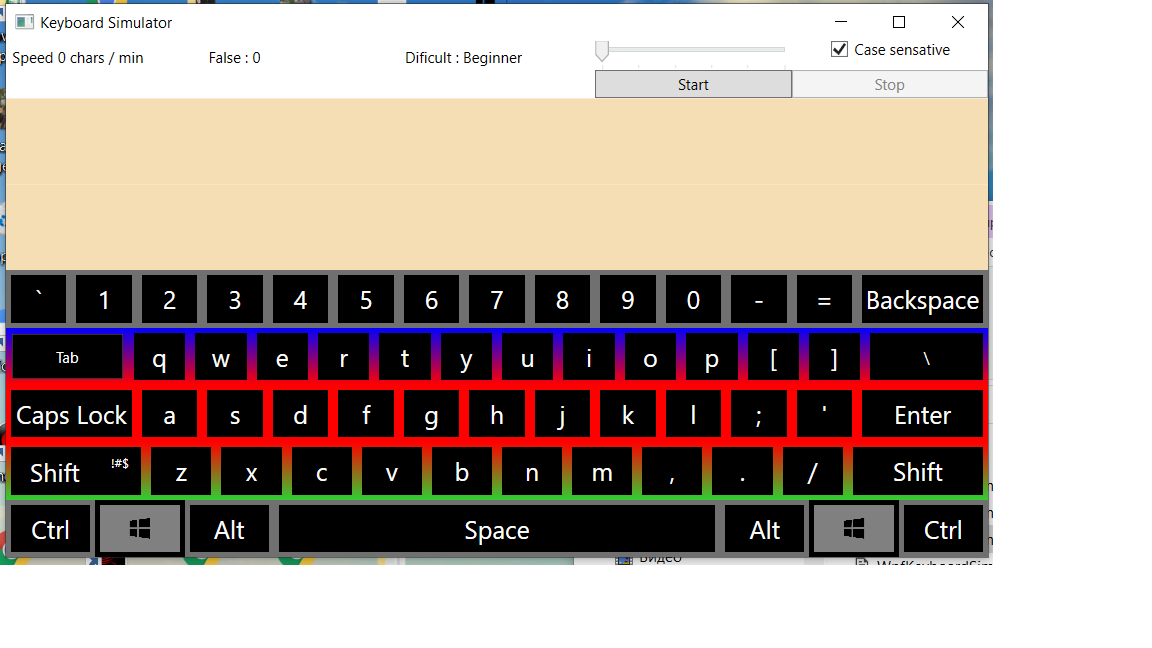 Keyboard Simulator
Speed 0 chars / min False : 0 Dificult : Beginner Case sensative
Start Stop
` 1 2 3 4 5 6 7 8 9 0 - = Backspace
Tab q w e r t y u i o p [ ] \
Caps Lock a s d f g h j k l ; ' Enter
Shift !#$ z x c v b n m , . / Shift
Ctrl Alt Space Alt Ctrl
Видео